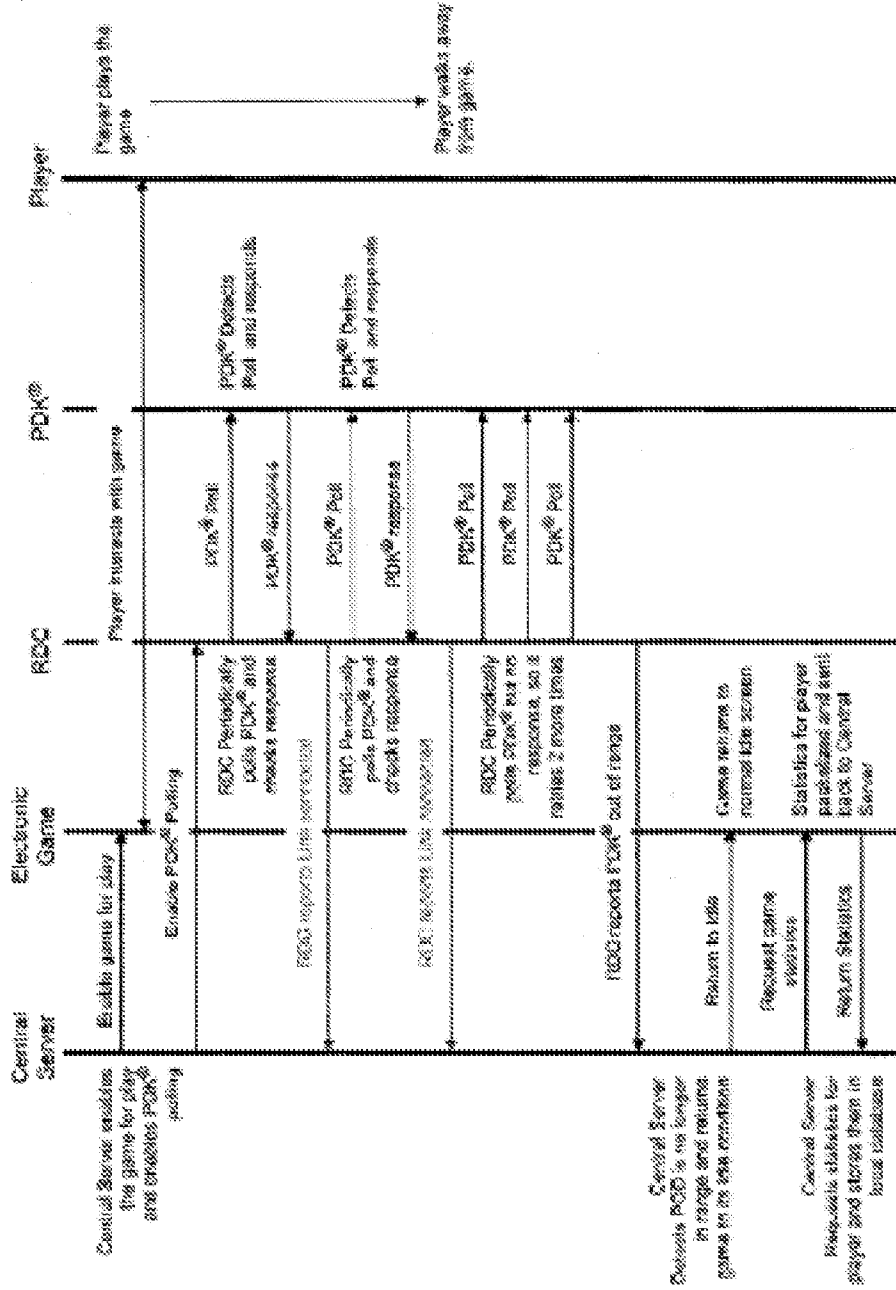 Central
Server
Electronic
Game
RDC
PDK®
Player
Central Server enables
the game for play
and enables PDK®
polling
Enable game for play
Player interacts with game
Player plays the
game
Enable PDK® Polling
RDC Periodically
polls PDK® and
checks response
PDK® Poll
PDK® Detects
Poll and responds
PDK® response
RDC reports Link
RDC Periodically
polls PDK® and
checks response
PDK® Poll
PDK® Detects
Poll and responds
PDK® response
RDC reports Link
Player walks away
from game.
RDC Periodically
polls PDK® but no
response, so it
retries 2 more times
PDK® Poll
PDK® Poll
PDK® Poll
RDC reports PDK® out of range
Central Server
Detects POD is no longer
in range and returns
game to its idle condition
Return to Idle
Game returns to
normal idle screen
Central Server
statistics for
player and stores them in
local database
Request game
statistics
Statistics for player
packetized and sent
back to Central
Server
Return Statistics